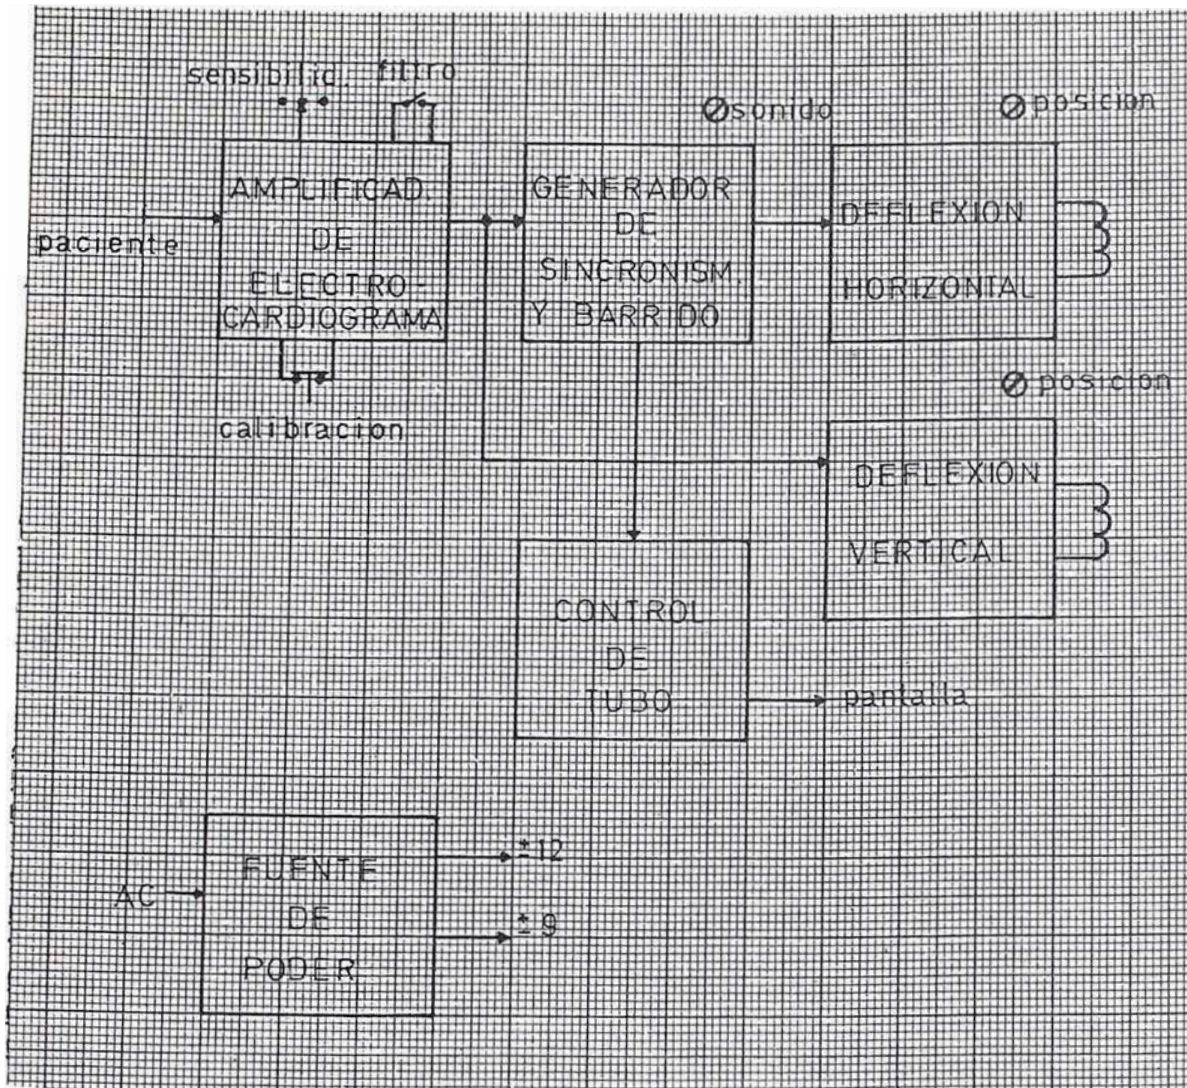 sensibilid.
filtro
sonido
posicion
AMPLIFICAD.
DE
ELECTRO-
CARDIOGRAMA
GENERADOR
DE
SINCRONISM.
Y BARRIDO
DEFLEXION
HORIZONTAL
paciente
calibracion
posicion
DEFLEXION
VERTICAL
CONTROL
DE
TUBO
pantalla
AC
FUENTE
DE
PODER
±12
±9